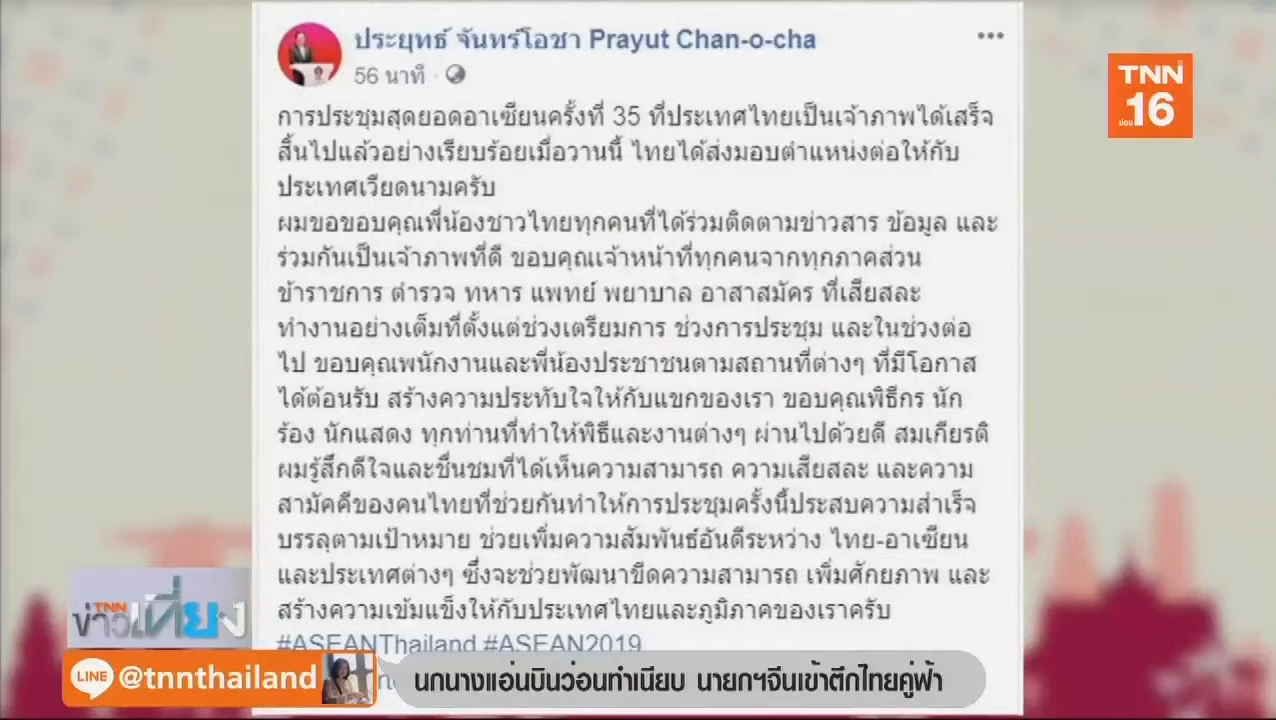 ประยุทธ์ จันทร์โอชา Prayut Chan-o-cha
56 นาที
TNN
ช่อง 16
การประชุมสุดยอดอาเซียนครั้งที่ 35 ที่ประเทศไทยเป็นเจ้าภาพได้เสร็จ
สิ้นไปแล้วอย่างเรียบร้อยเมื่อวานนี้ ไทยได้ส่งมอบตำแหน่งต่อให้กับ
ประเทศเวียดนามครับ
ผมขอขอบคุณพี่น้องชาวไทยทุกคนที่ได้ร่วมติดตามข่าวสาร ข้อมูล และ
ร่วมกันเป็นเจ้าภาพที่ดี ขอบคุณเจ้าหน้าที่ทุกคนจากทุกภาคส่วน
ข้าราชการ ตำรวจ ทหาร แพทย์ พยาบาล อาสาสมัคร ที่เสียสละ
ทำงานอย่างเต็มที่ตั้งแต่ช่วงเตรียมการ ช่วงการประชุม และในช่วงต่อ
ไป ขอบคุณพนักงานและพี่น้องประชาชนตามสถานที่ต่างๆ ที่มีโอกาส
ได้ต้อนรับ สร้างความประทับใจให้กับแขกของเรา ขอบคุณพิธีกร นัก
ร้อง นักแสดง ทุกท่านที่ทำให้พิธีและงานต่างๆ ผ่านไปด้วยดี สมเกียรติ
ผมรู้สึกดีใจและชื่นชมที่ได้เห็นความสามารถ ความเสียสละ และความ
สามัคคีของคนไทยที่ช่วยกันทำให้การประชุมครั้งนี้ประสบความสำเร็จ
บรรลุตามเป้าหมาย ช่วยเพิ่มความสัมพันธ์อันดีระหว่าง ไทย-อาเซียน
และประเทศต่างๆ ซึ่งจะช่วยพัฒนาขีดความสามารถ เพิ่มศักยภาพ และ
สร้างความเข้มแข็งให้กับประเทศไทยและภูมิภาคของเราครับ
#ASEANThailand #ASEAN2019
TNN
ข่าวเที่ยง
LINE @tnnthailand
นกนางแอ่นบินว่อนทำเนียบ นายกฯจีนเข้าตึกไทยคู่ฟ้า